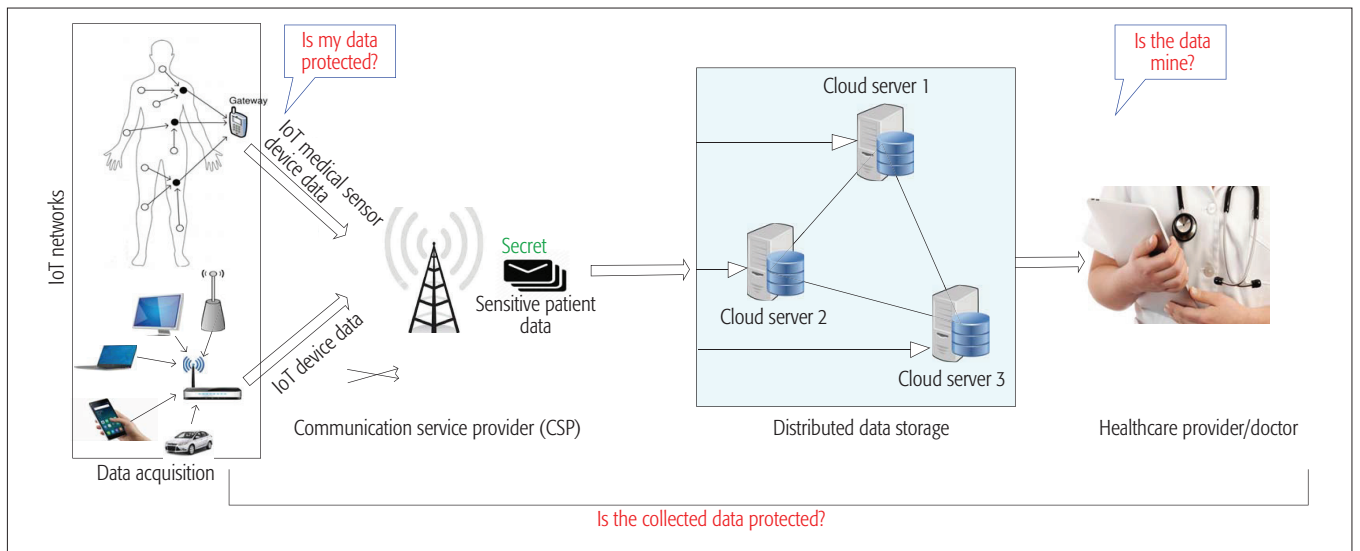 IoT networks
Gateway
Data acquisition
Is my data
protected?
IoT medical sensor
device data
IoT device data
Secret
Sensitive patient
data
Communication service provider (CSP)
Cloud server 1
Cloud server 2
Cloud server 3
Distributed data storage
Is the data
mine?
Healthcare provider/doctor
Is the collected data protected?